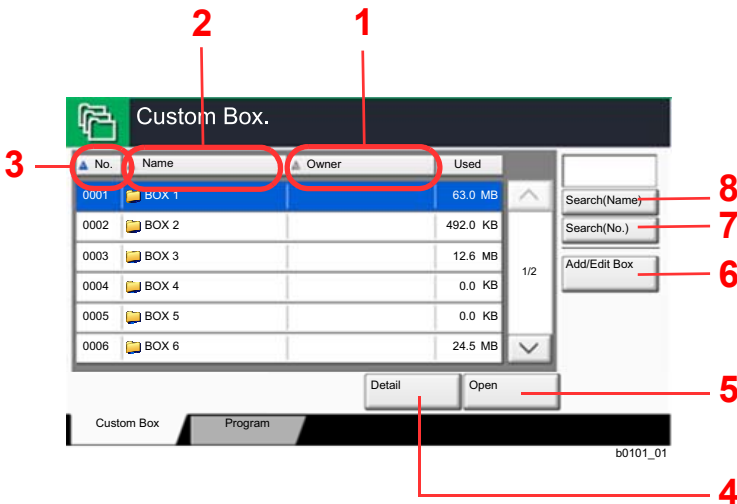 2
1
Custom Box.
3
No.
Name
Owner
Used
0001
BOX 1
63.0 MB
Search(Name)
8
0002
BOX 2
492.0 KB
Search(No.)
7
0003
BOX 3
12.6 MB
1/2
Add/Edit Box
6
0004
BOX 4
0.0 KB
0005
BOX 5
0.0 KB
0006
BOX 6
24.5 MB
Detail
Open
5
Custom Box
Program
b0101_01
4